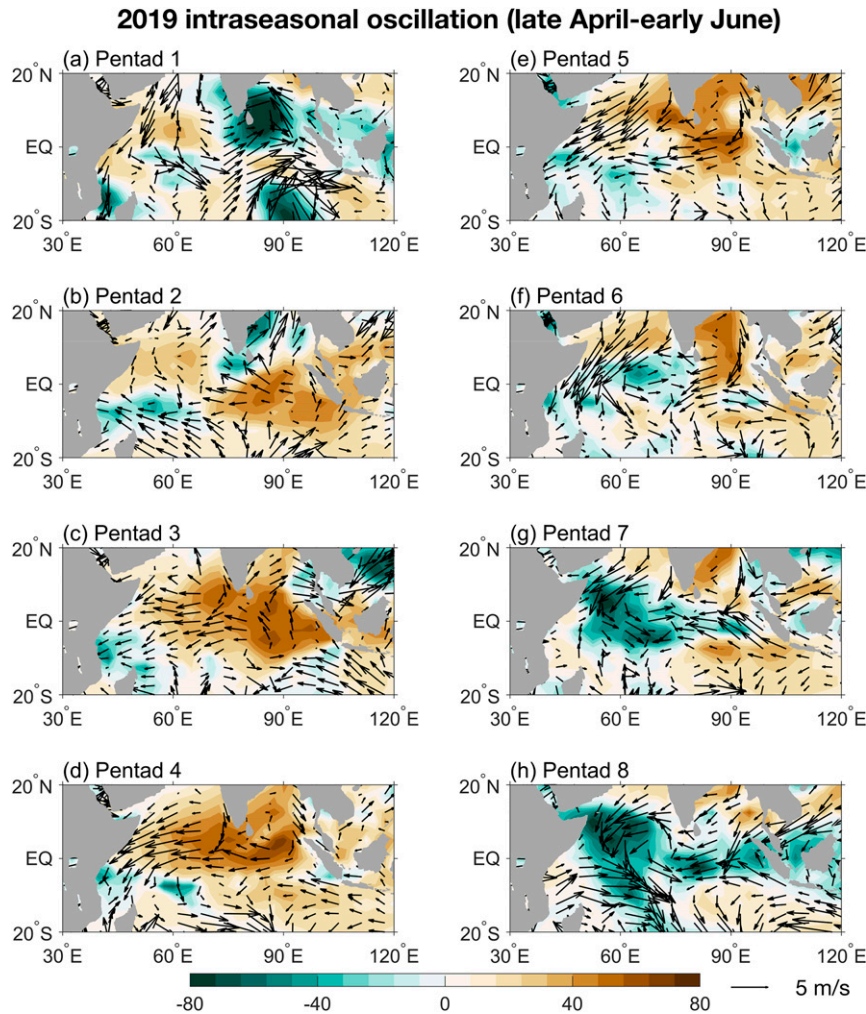 2019 intraseasonal oscillation (late April-early June)
(a) Pentad 1
20°N
EQ
20°S
30°E 60°E 90°E 120°E
(b) Pentad 2
20°N
EQ
20°S
30°E 60°E 90°E 120°E
(c) Pentad 3
20°N
EQ
20°S
30°E 60°E 90°E 120°E
(d) Pentad 4
20°N
EQ
20°S
30°E 60°E 90°E 120°E
(e) Pentad 5
20°N
EQ
20°S
30°E 60°E 90°E 120°E
(f) Pentad 6
20°N
EQ
20°S
30°E 60°E 90°E 120°E
(g) Pentad 7
20°N
EQ
20°S
30°E 60°E 90°E 120°E
(h) Pentad 8
20°N
EQ
20°S
30°E 60°E 90°E 120°E
-80 -40 0 40 80
5 m/s